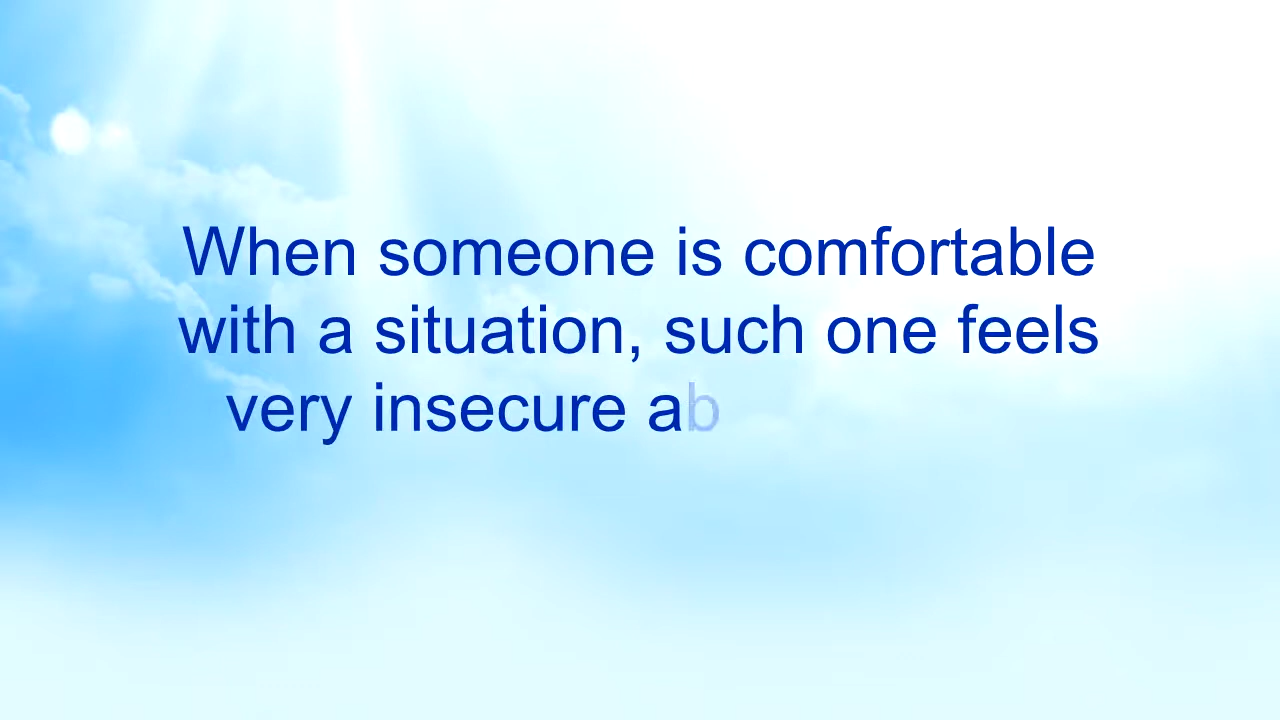 When someone is comfortable
with a situation, such one feels
very insecure ab